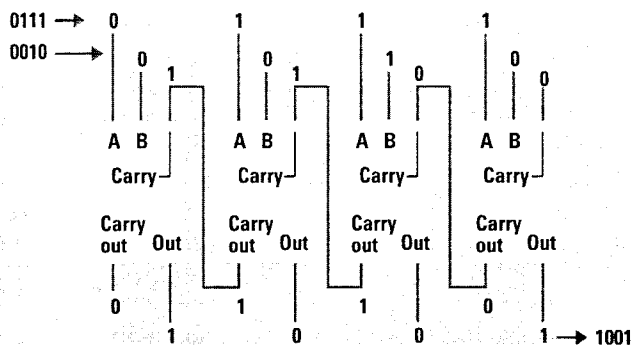 0111 → 0 1 1 1
0010 → 0 0 1 0
1 1 0 0
A B A B A B A B
Carry Carry Carry Carry
Carry out Out Carry out Out Carry out Out Carry out Out
0 1 1 0
1 0 0 1 → 1001